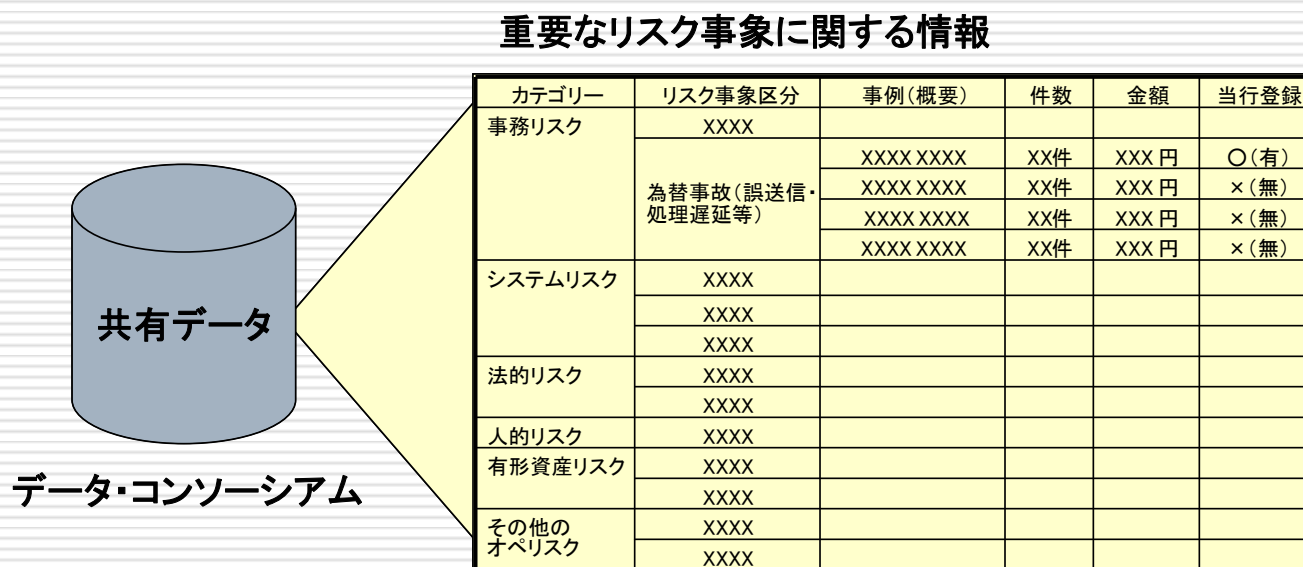 重要なリスク事象に関する情報
カテゴリー リスク事象区分 事例(概要) 件数 金額 当行登録
事務リスク XXXX
為替事故(誤送信・
処理遅延等)
XXXX XXXX XX件 XXX 円 〇(有)
XXXX XXXX XX件 XXX 円 ×(無)
XXXX XXXX XX件 XXX 円 ×(無)
XXXX XXXX XX件 XXX 円 ×(無)
システムリスク XXXX
XXXX
XXXX
法的リスク XXXX
XXXX
人的リスク XXXX
有形資産リスク XXXX
XXXX
その他の
オペリスク
XXXX
XXXX
共有データ
データ・コンソーシアム